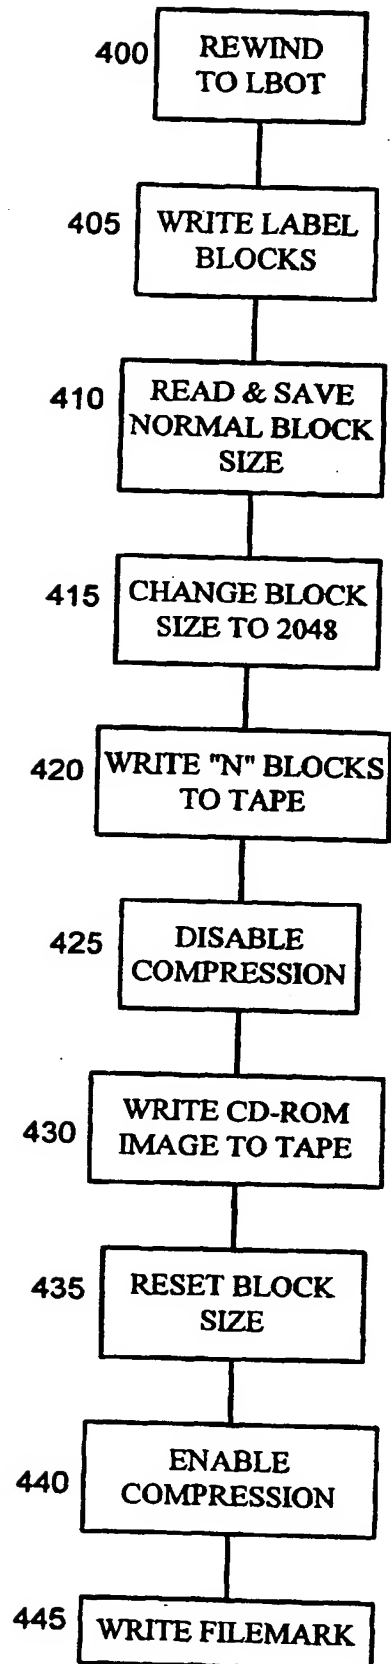 400
REWIND
TO LBOT
405
WRITE LABEL
BLOCKS
410
READ & SAVE
NORMAL BLOCK
SIZE
415
CHANGE BLOCK
SIZE TO 2048
420
WRITE "N" BLOCKS
TO TAPE
425
DISABLE
COMPRESSION
430
WRITE CD-ROM
IMAGE TO TAPE
435
RESET BLOCK
SIZE
440
ENABLE
COMPRESSION
445
WRITE FILEMARK